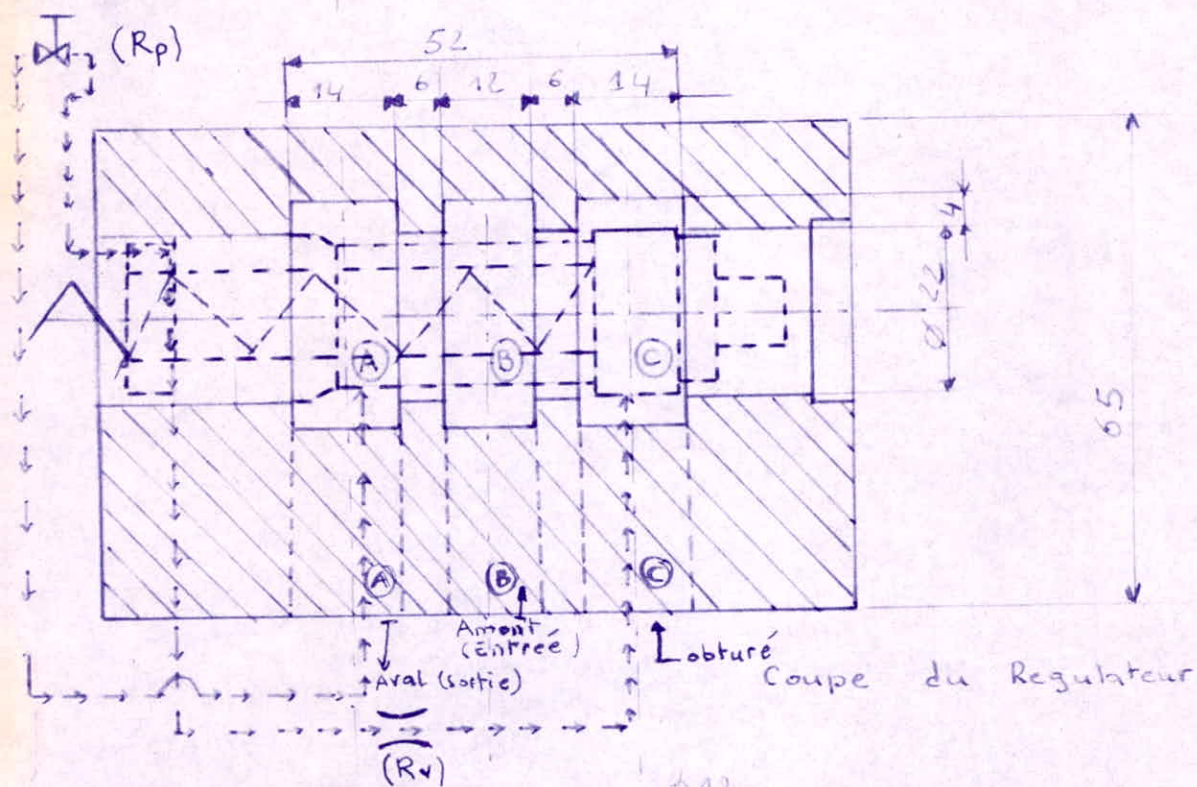 (Rp)
52
14 6 12 6 14
4
Ø 22
65
A B C
A B C
Amont
(Entrée)
Aval (sortie)
obturé
Coupe du Regulateur
(Rv)